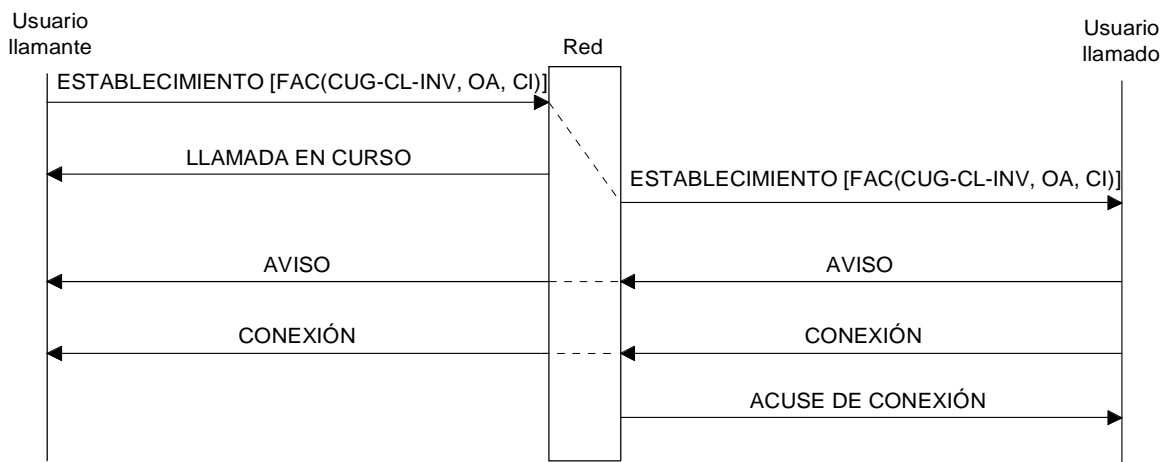 Usuario
llamante
Red
Usuario
llamado
ESTABLECIMIENTO [FAC(CUG-CL-INV, OA, CI)]
LLAMADA EN CURSO
ESTABLECIMIENTO [FAC(CUG-CL-INV, OA, CI)]
AVISO
AVISO
CONEXIÓN
CONEXIÓN
ACUSE DE CONEXIÓN